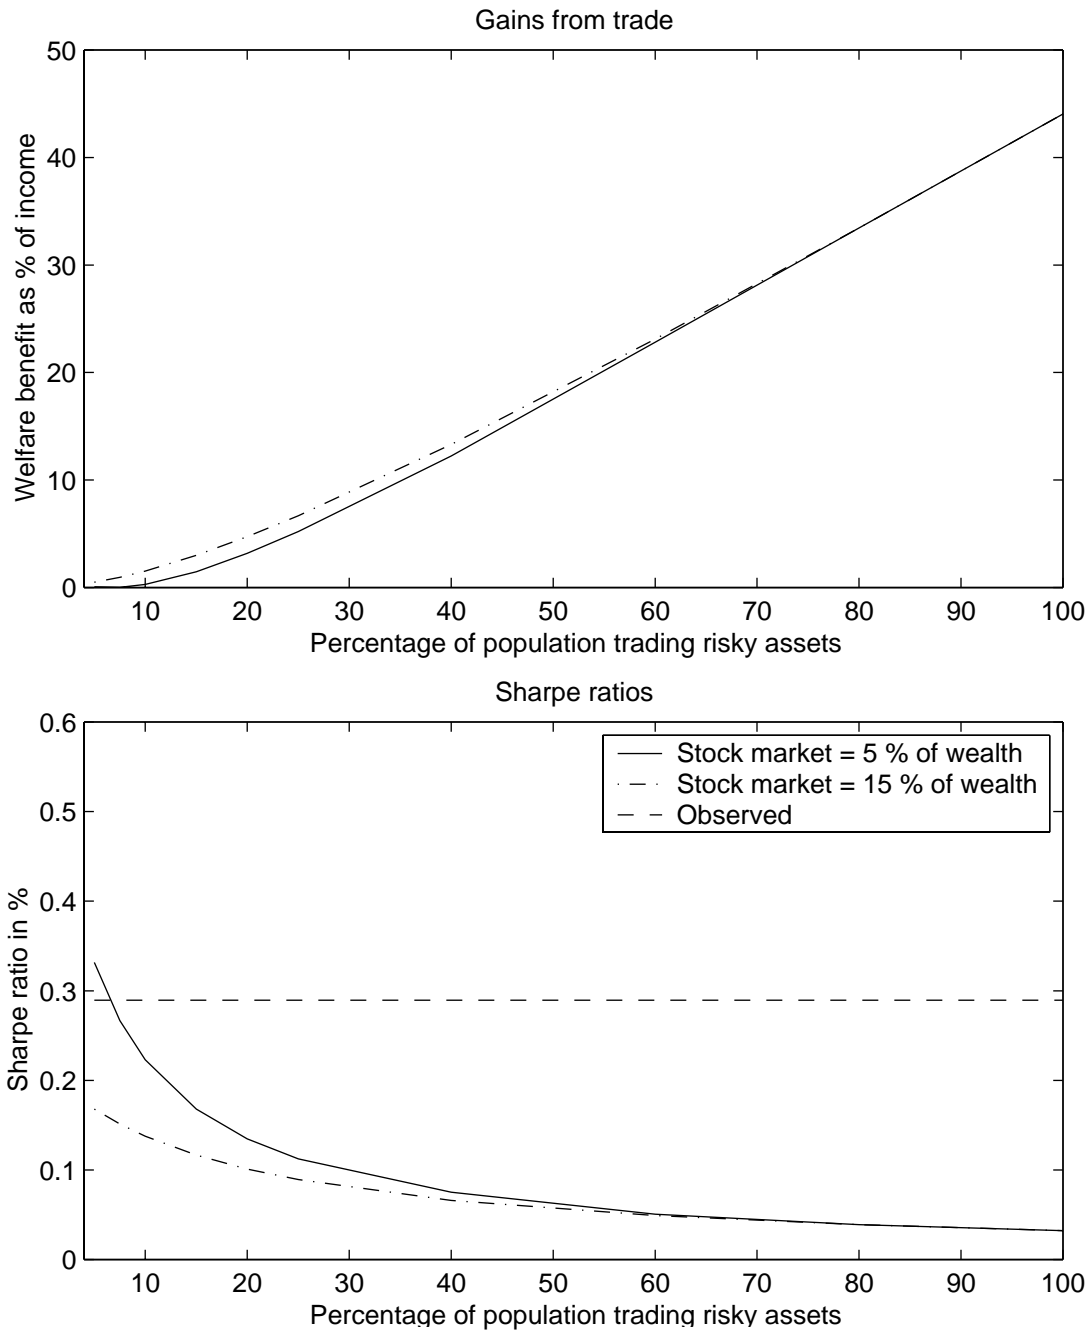 Gains from trade
50
40
30
20
10
0
Welfare benefit as % of income
10 20 30 40 50 60 70 80 90 100
Percentage of population trading risky assets
Sharpe ratios
0.6
0.5
0.4
0.3
0.2
0.1
0
Sharpe ratio in %
Stock market = 5 % of wealth
Stock market = 15 % of wealth
Observed
10 20 30 40 50 60 70 80 90 100
Percentage of population trading risky assets